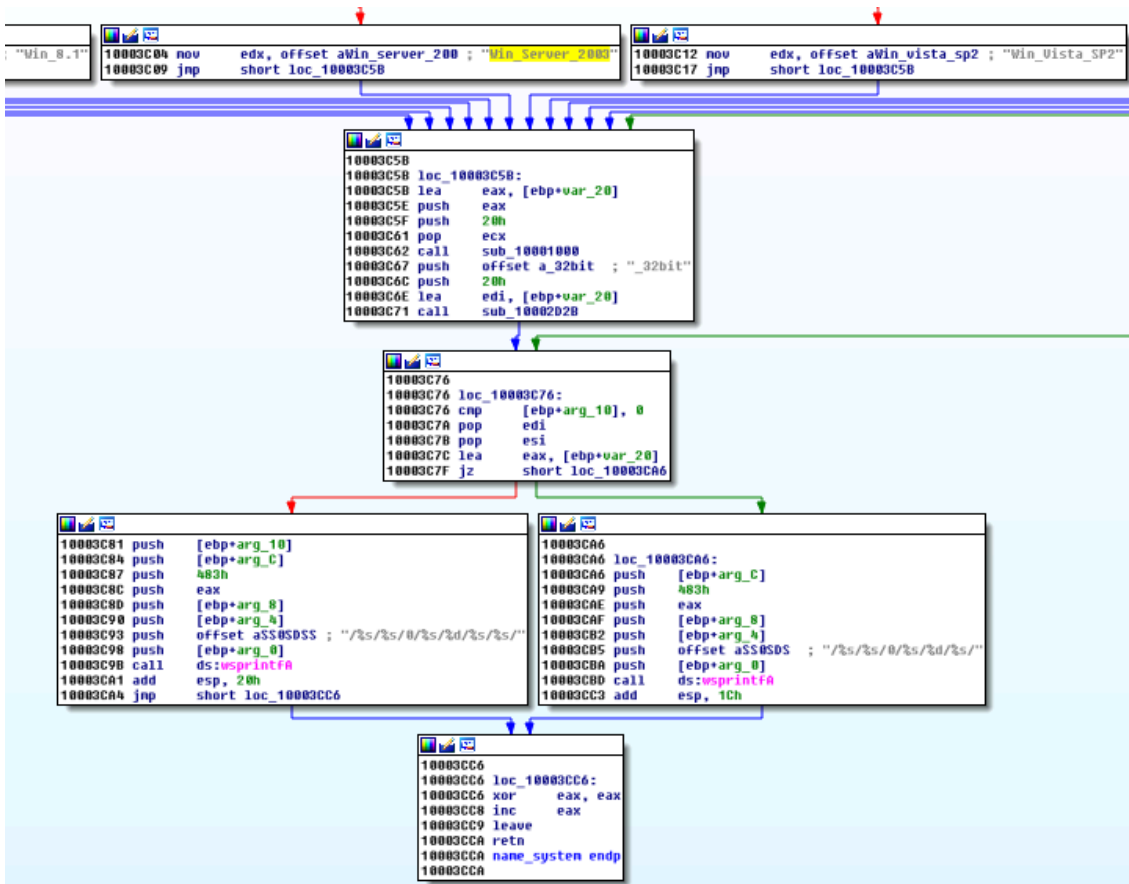 ; "Win_8.1"
10003C04 mov edx, offset aWin_server_200 ; "Win_Server_2003"
10003C09 jmp short loc_10003C5B
10003C12 mov edx, offset aWin_vista_sp2 ; "Win_Vista_SP2"
10003C17 jmp short loc_10003C5B
10003C5B
10003C5B loc_10003C5B:
10003C5B lea eax, [ebp+var_20]
10003C5E push eax
10003C5F push 20h
10003C61 pop ecx
10003C62 call sub_10001000
10003C67 push offset a_32bit ; "_32bit"
10003C6C push 20h
10003C6E lea edi, [ebp+var_20]
10003C71 call sub_10002D2B
10003C76
10003C76 loc_10003C76:
10003C76 cmp [ebp+arg_10], 0
10003C7A pop edi
10003C7B pop esi
10003C7C lea eax, [ebp+var_20]
10003C7F jz short loc_10003CA6
10003C81 push [ebp+arg_10]
10003C84 push [ebp+arg_C]
10003C87 push 483h
10003C8C push eax
10003C8D push [ebp+arg_8]
10003C90 push [ebp+arg_4]
10003C93 push offset aSS0SDSS ; "/%s/%s/0/%s/%d/%s/%s/"
10003C98 push [ebp+arg_0]
10003C9B call ds:wsprintfA
10003CA1 add esp, 20h
10003CA4 jmp short loc_10003CC6
10003CA6
10003CA6 loc_10003CA6:
10003CA6 push [ebp+arg_C]
10003CA9 push 483h
10003CAE push eax
10003CAF push [ebp+arg_8]
10003CB2 push [ebp+arg_4]
10003CB5 push offset aSS0SDS ; "/%s/%s/0/%s/%d/%s/"
10003CBA push [ebp+arg_0]
10003CBD call ds:wsprintfA
10003CC3 add esp, 1Ch
10003CC6
10003CC6 loc_10003CC6:
10003CC6 xor eax, eax
10003CC8 inc eax
10003CC9 leave
10003CCA retn
10003CCA name_system endp
10003CCA